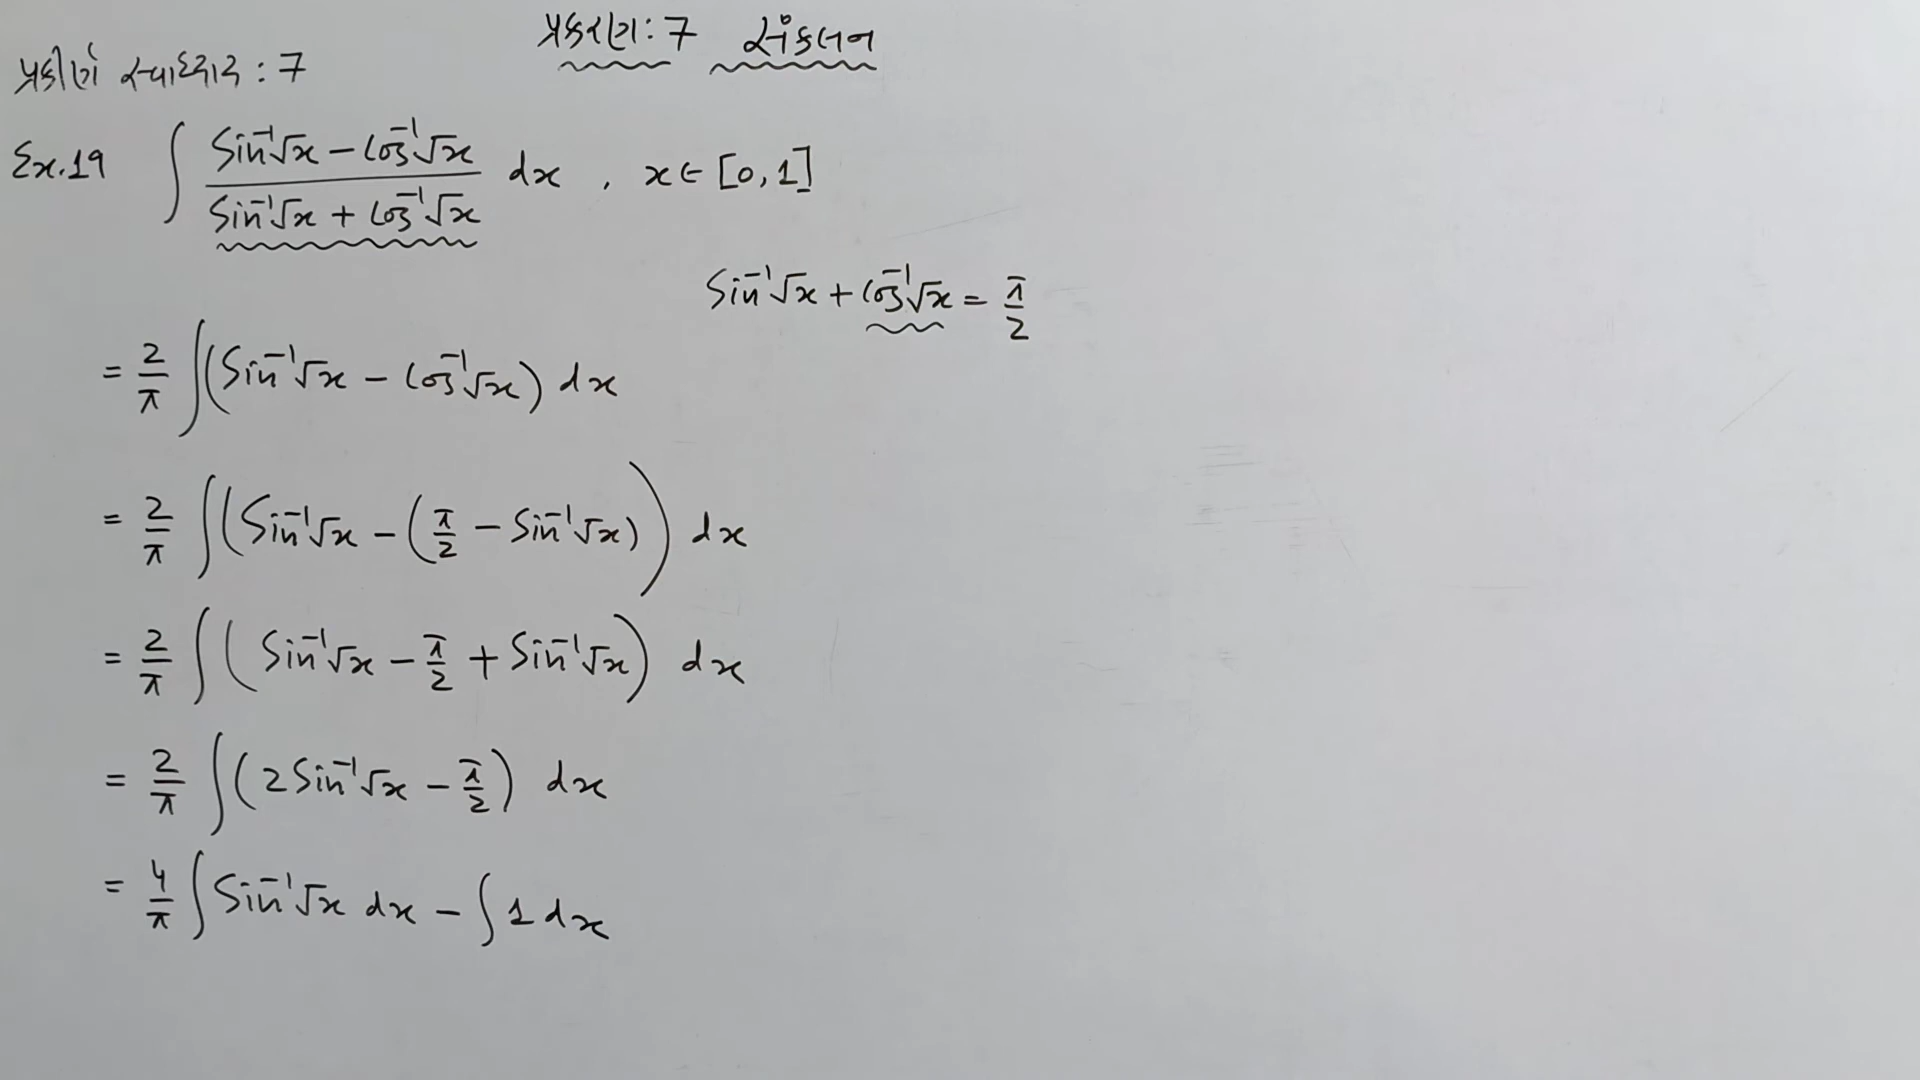 પ્રકરણ : 7 સંકલન
પ્રકીર્ણ સ્વાધ્યાય : 7
Ex.19 ∫ (Sin⁻¹√x − Cos⁻¹√x) / (Sin⁻¹√x + Cos⁻¹√x) dx , x ∈ [0, 1]
Sin⁻¹√x + Cos⁻¹√x = π/2
= 2/π ∫ (Sin⁻¹√x − Cos⁻¹√x) dx
= 2/π ∫ (Sin⁻¹√x − (π/2 − Sin⁻¹√x)) dx
= 2/π ∫ (Sin⁻¹√x − π/2 + Sin⁻¹√x) dx
= 2/π ∫ (2 Sin⁻¹√x − π/2) dx
= 4/π ∫ Sin⁻¹√x dx − ∫ 1 dx